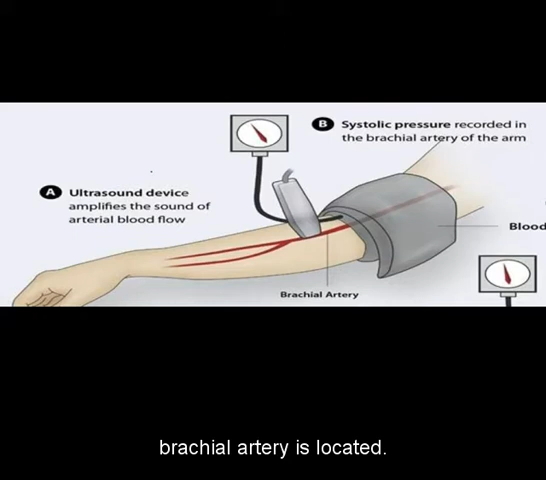 B Systolic pressure recorded in
the brachial artery of the arm
A Ultrasound device
amplifies the sound of
arterial blood flow
Blood
Brachial Artery
brachial artery is located.